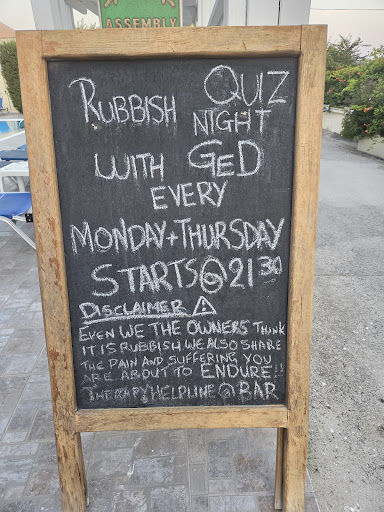 ASSEMBLY
RUBBISH QUIZ
NIGHT
WITH GED
EVERY
MONDAY+THURSDAY
STARTS@21 30
DISCLAIMER ⚠
EVEN WE THE OWNERS THINK
IT IS RUBBISH WE ALSO SHARE
THE PAIN AND SUFFERING YOU
ARE ABOUT TO ENDURE!!
THERAPY HELPLINE @ BAR